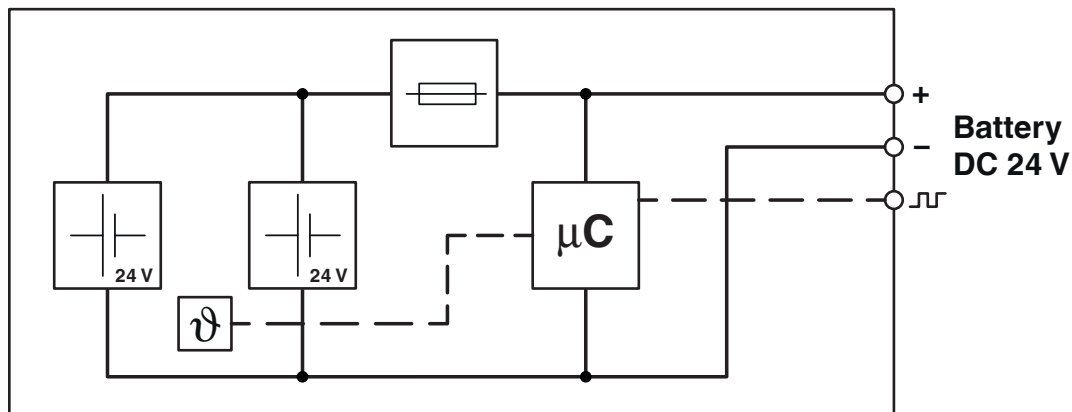 +
Battery
−
DC 24 V
μC
24 V
24 V
ϑ